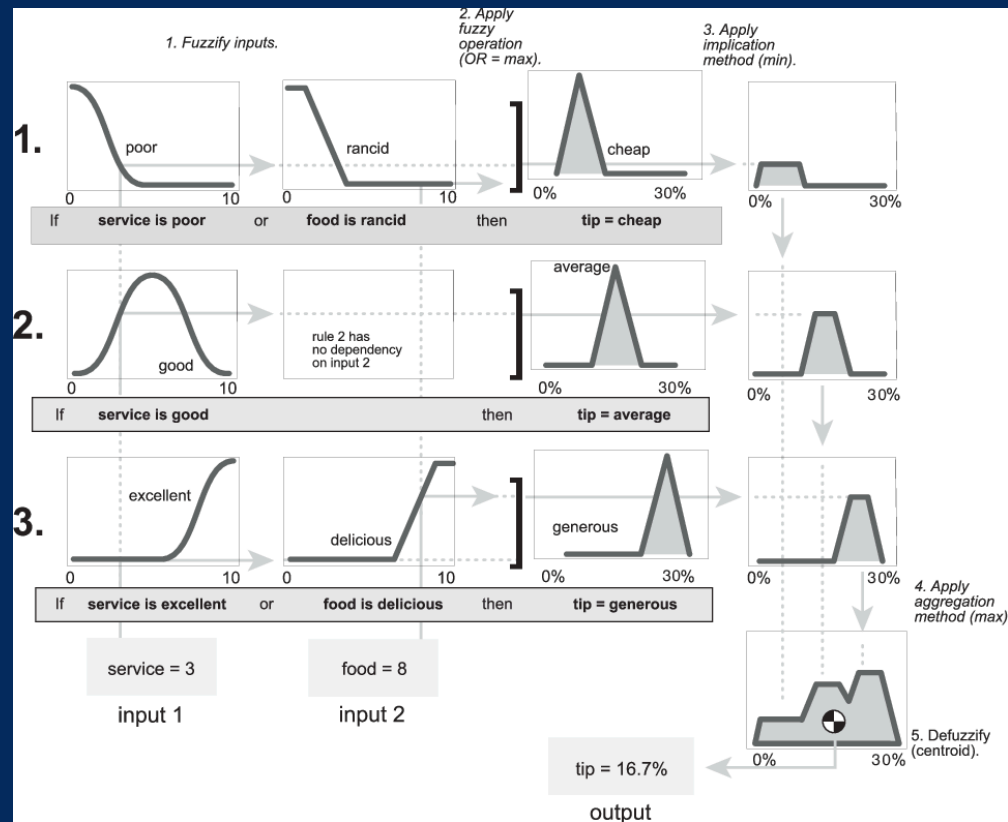 1. Fuzzify inputs.
2. Apply
fuzzy
operation
(OR = max).
3. Apply
implication
method (min).
1.
poor
rancid
cheap
0 10
0 10
0% 30%
0% 30%
If service is poor or food is rancid then tip = cheap
2.
average
good
rule 2 has
no dependency
on input 2
0 10
0% 30%
0% 30%
If service is good then tip = average
3.
excellent
delicious
generous
0 10
0 10
0% 30%
0% 30%
If service is excellent or food is delicious then tip = generous
4. Apply
aggregation
method (max)
service = 3
food = 8
input 1
input 2
0% 30%
5. Defuzzify
(centroid).
tip = 16.7%
output